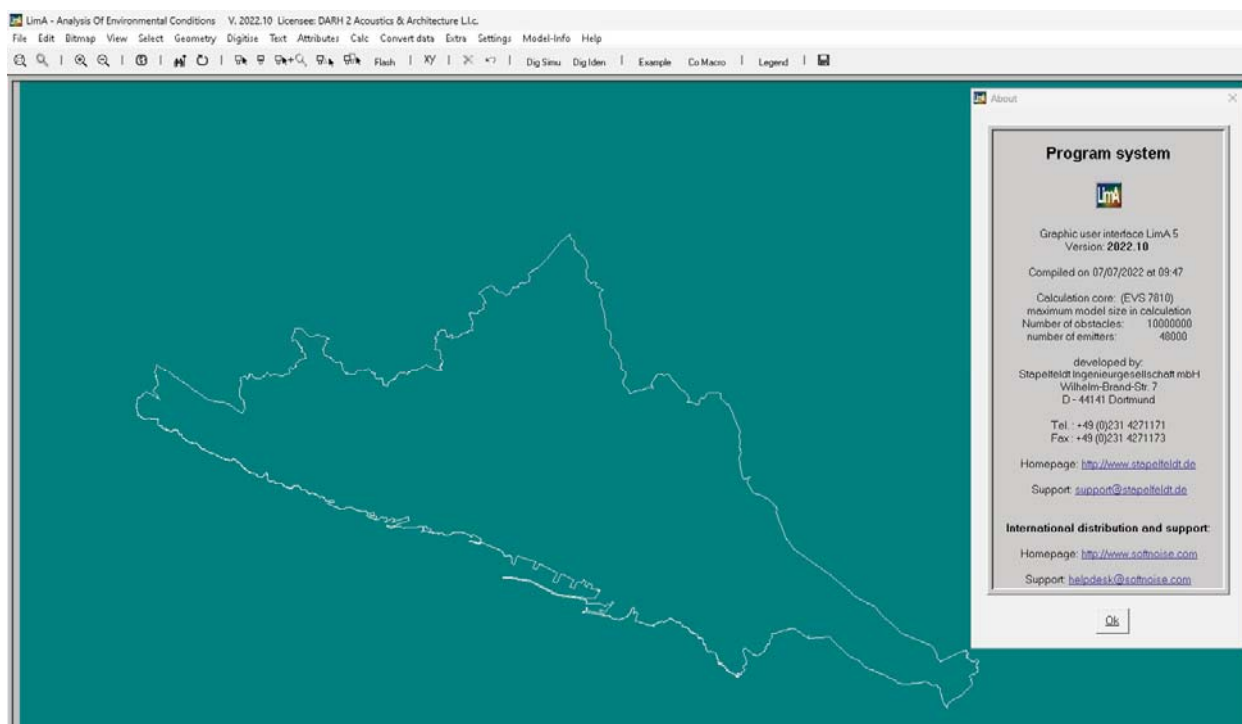 LimA - Analysis Of Environmental Conditions V. 2022.10 Licensee: DARH 2 Acoustics & Architecture L.l.c.
File Edit Bitmap View Select Geometry Digitise Text Attributes Calc Convert data Extra Settings Model-Info Help
Flash XY Dig Simu Dig Iden Example Co Macro Legend
LimA About
Program system
LimA
Graphic user interface LimA 5
Version: 2022.10
Compiled on 07/07/2022 at 09:47
Calculation core: (EVS 7810)
maximum model size in calculation
Number of obstacles: 10000000
number of emitters: 48000
developed by:
Stapelfeldt Ingenieurgesellschaft mbH
Wilhelm-Brand-Str. 7
D - 44141 Dortmund
Tel.: +49 (0)231 4271171
Fax.: +49 (0)231 4271173
Homepage: http://www.stapelfeldt.de
Support: support@stapelfeldt.de
International distribution and support:
Homepage: http://www.softnoise.com
Support: helpdesk@softnoise.com
Ok